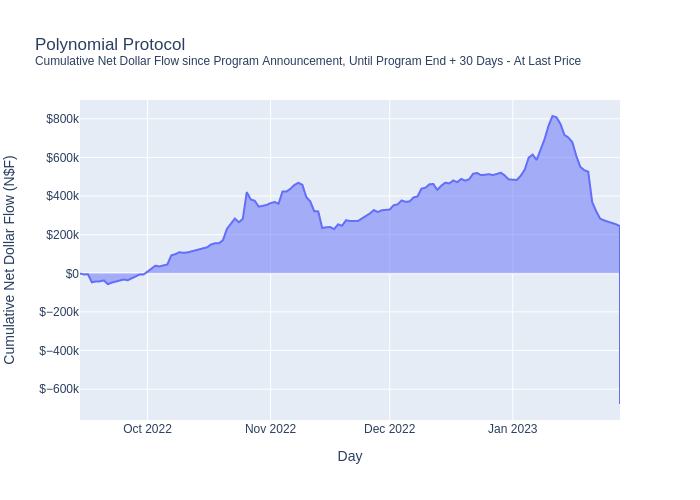 Polynomial Protocol
Cumulative Net Dollar Flow since Program Announcement, Until Program End + 30 Days - At Last Price
Cumulative Net Dollar Flow (N$F)
$800k
$600k
$400k
$200k
$0
$−200k
$−400k
$−600k
Oct 2022
Nov 2022
Dec 2022
Jan 2023
Day